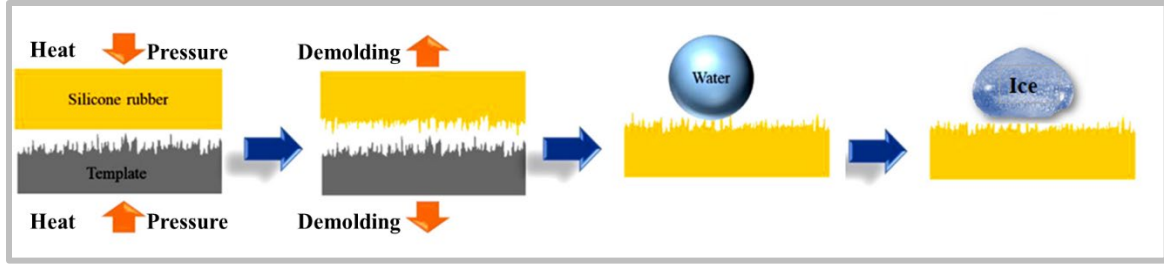 Heat Pressure
Silicone rubber
Template
Heat Pressure
Demolding
Demolding
Water
Ice